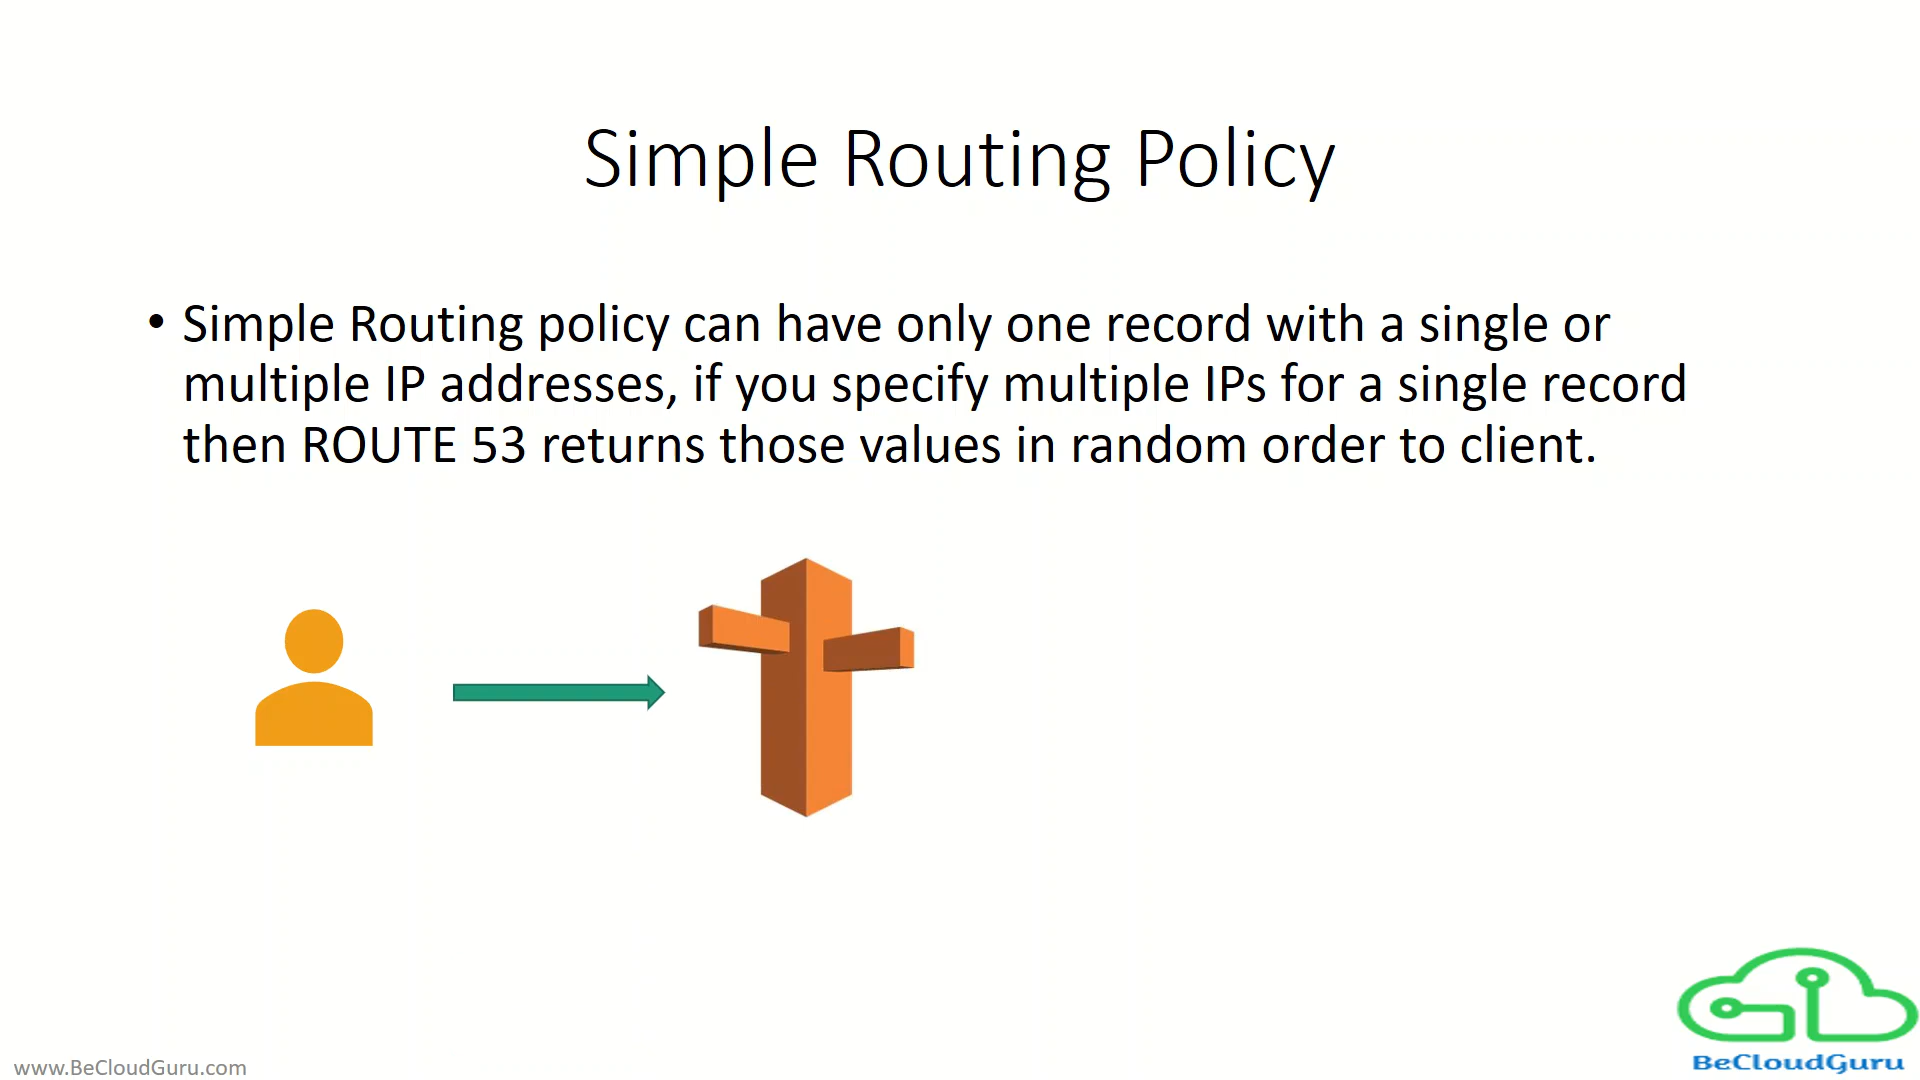 Simple Routing Policy
• Simple Routing policy can have only one record with a single or
multiple IP addresses, if you specify multiple IPs for a single record
then ROUTE 53 returns those values in random order to client.
BeCloudGuru
www.BeCloudGuru.com